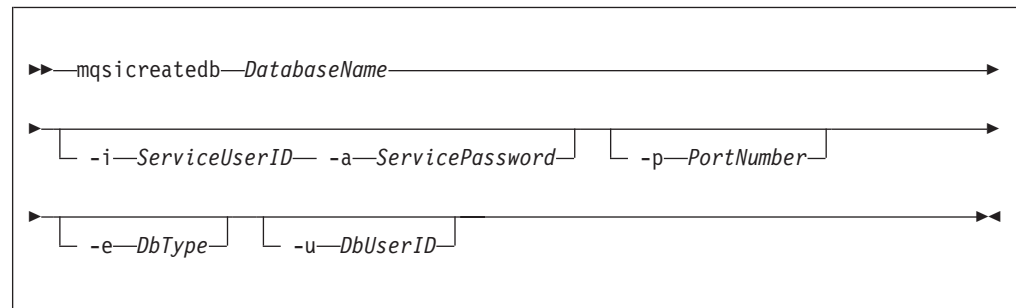 mqsicreatedb DatabaseName
-i ServiceUserID -a ServicePassword -p PortNumber
-e DbType -u DbUserID